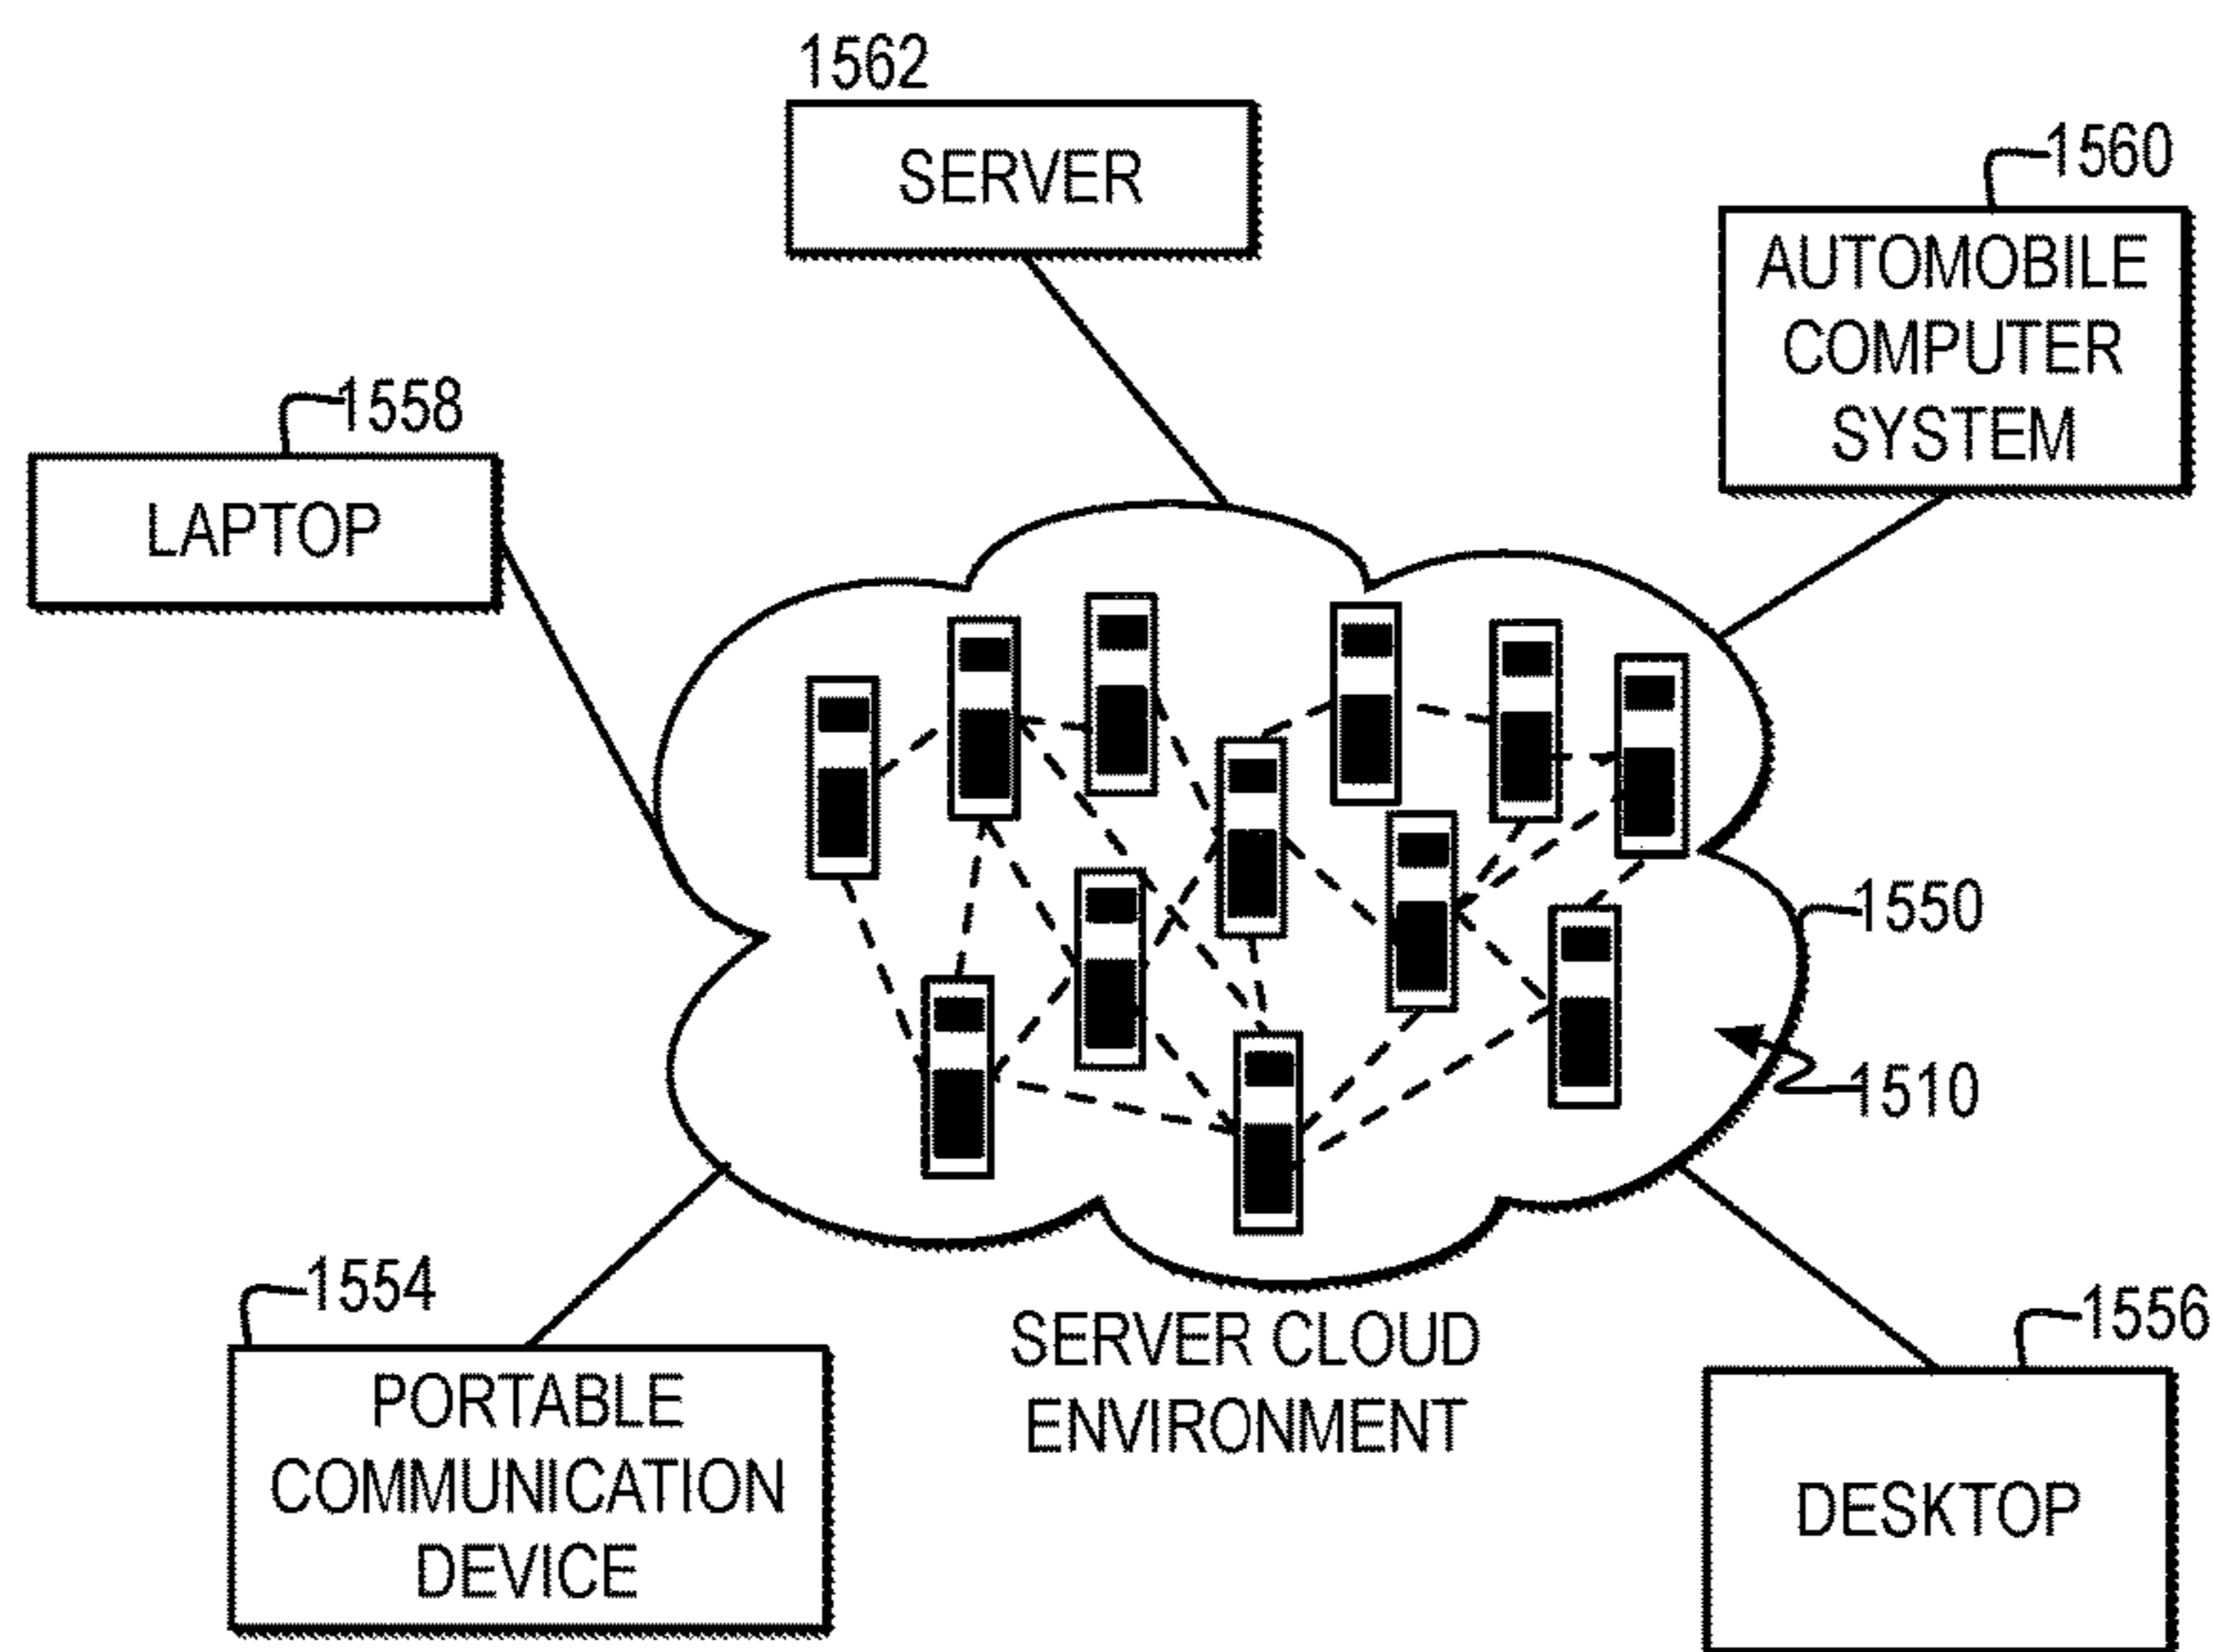 1562
SERVER
1560
AUTOMOBILE
COMPUTER
SYSTEM
1558
LAPTOP
1550
1510
1554
PORTABLE
COMMUNICATION
DEVICE
SERVER CLOUD
ENVIRONMENT
1556
DESKTOP